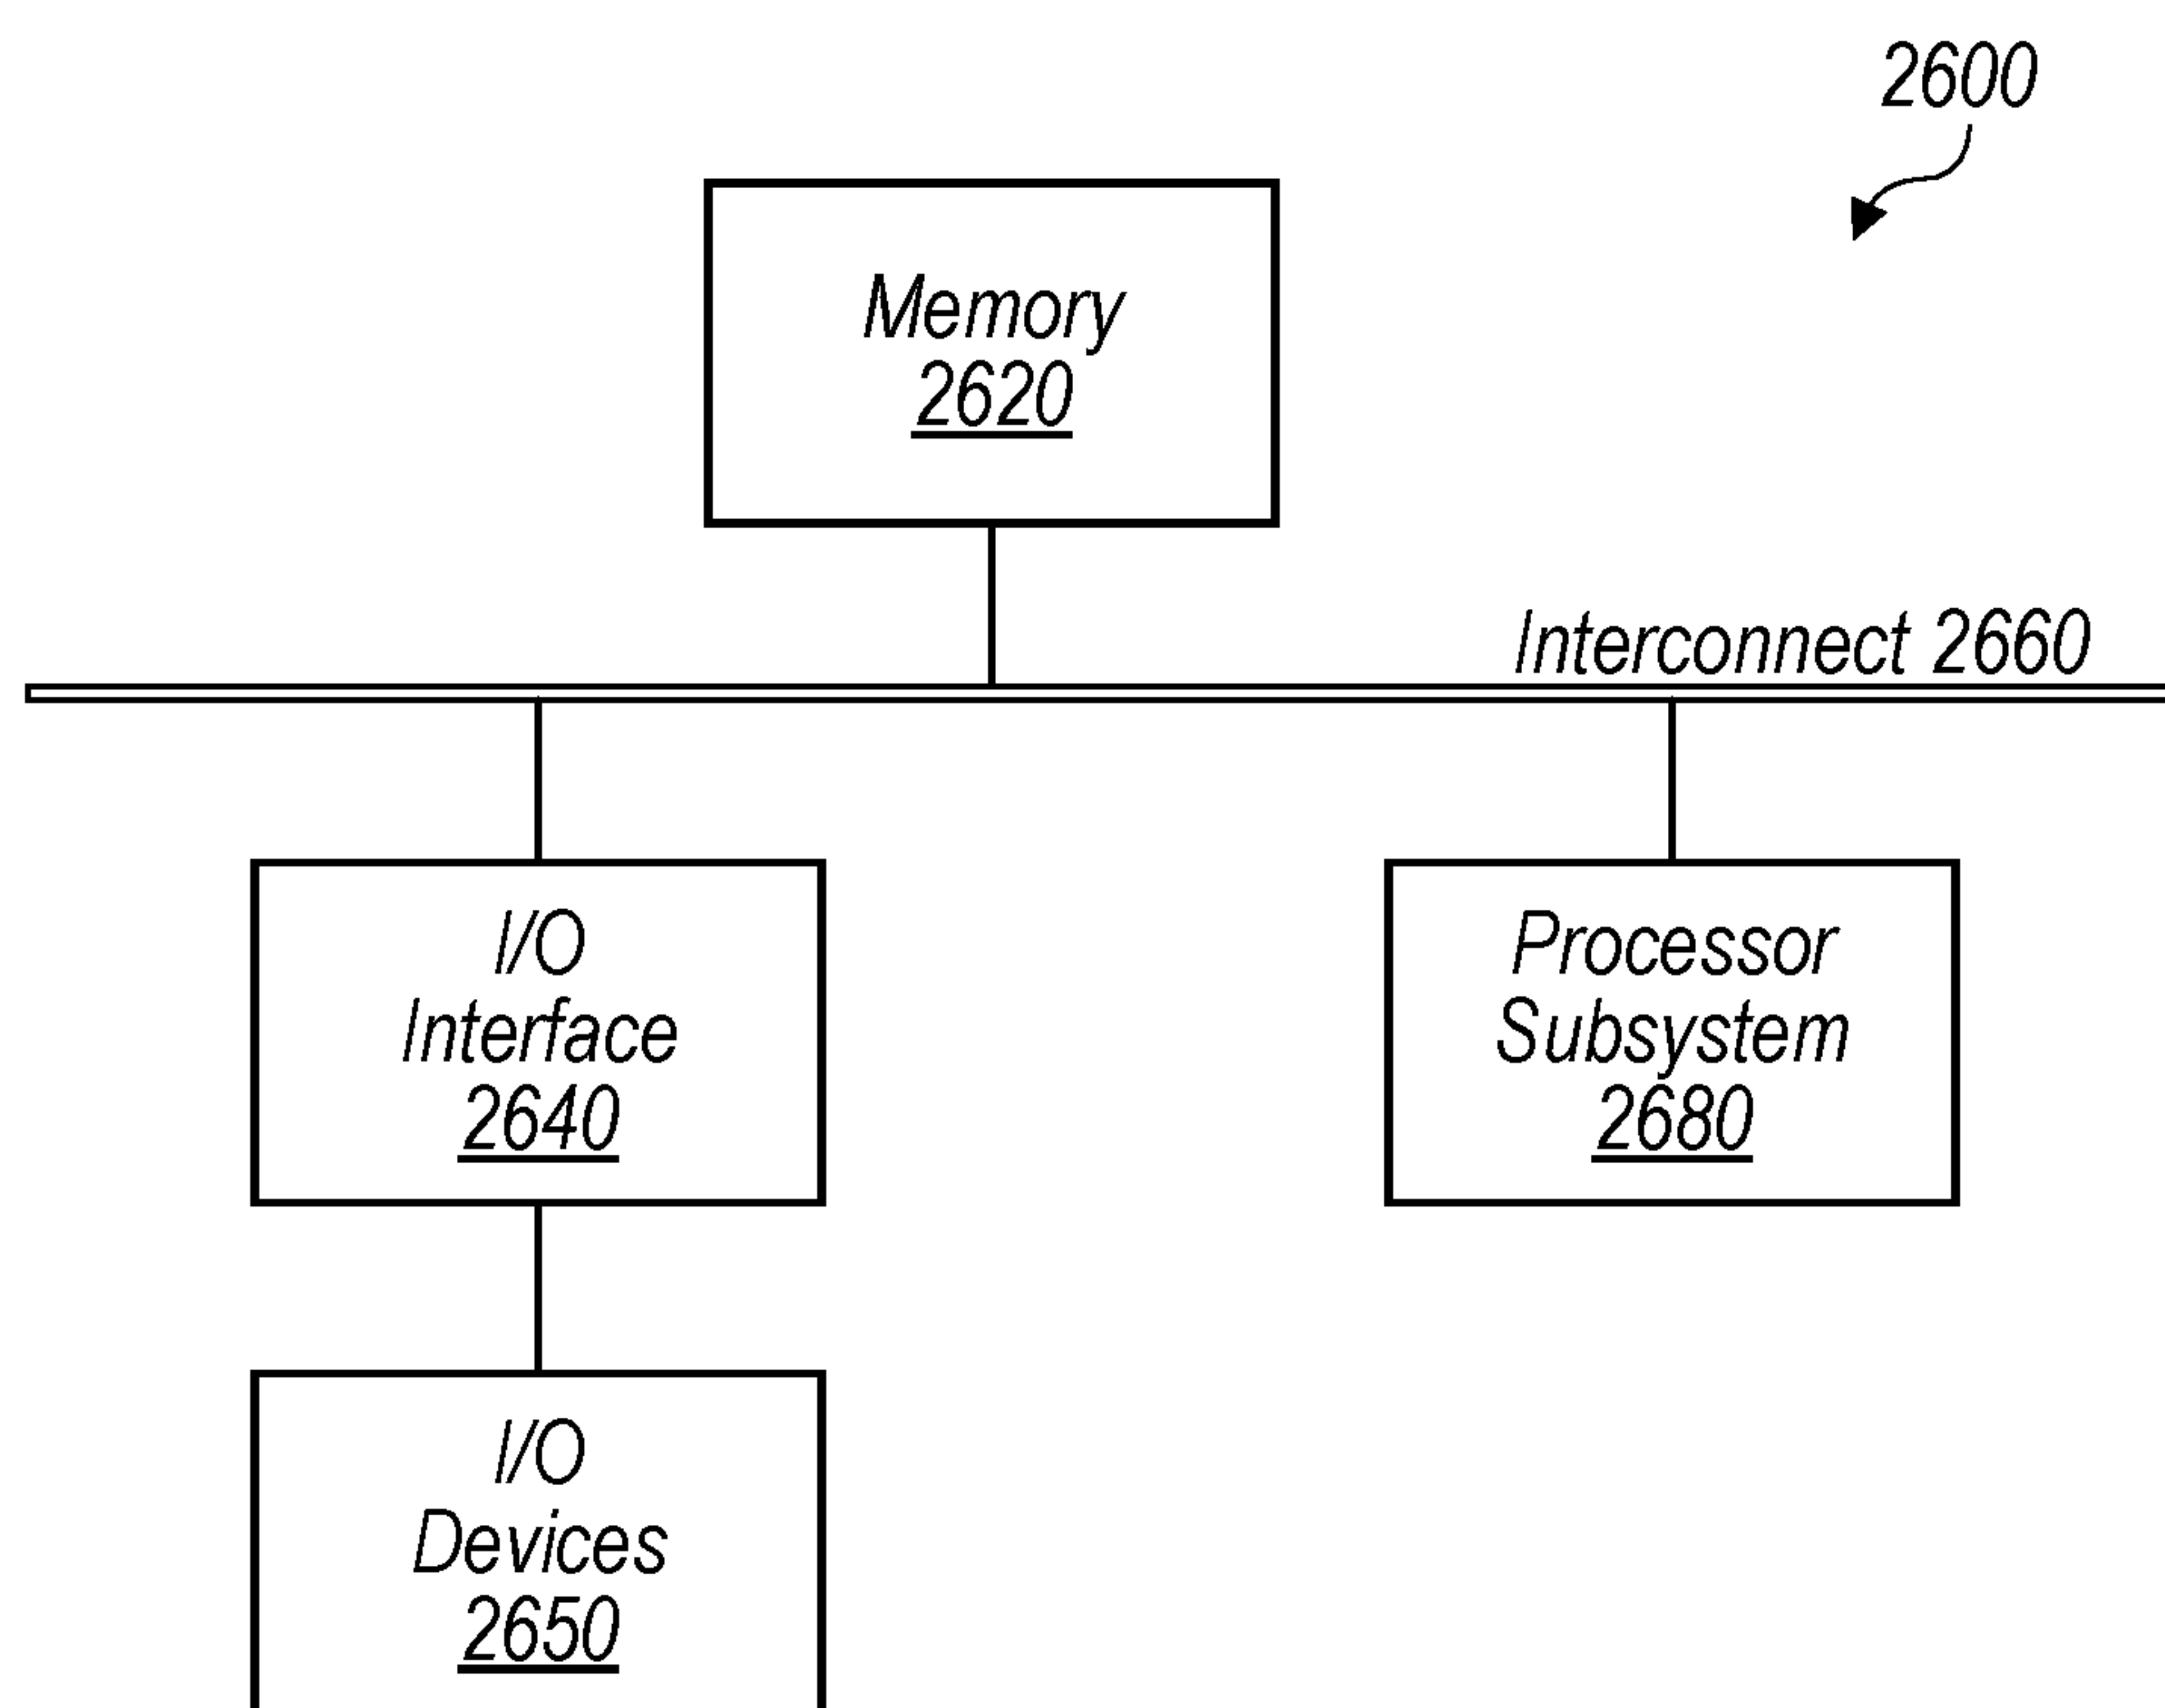 2600
Memory
2620
Interconnect 2660
I/O
Interface
2640
Processor
Subsystem
2680
I/O
Devices
2650